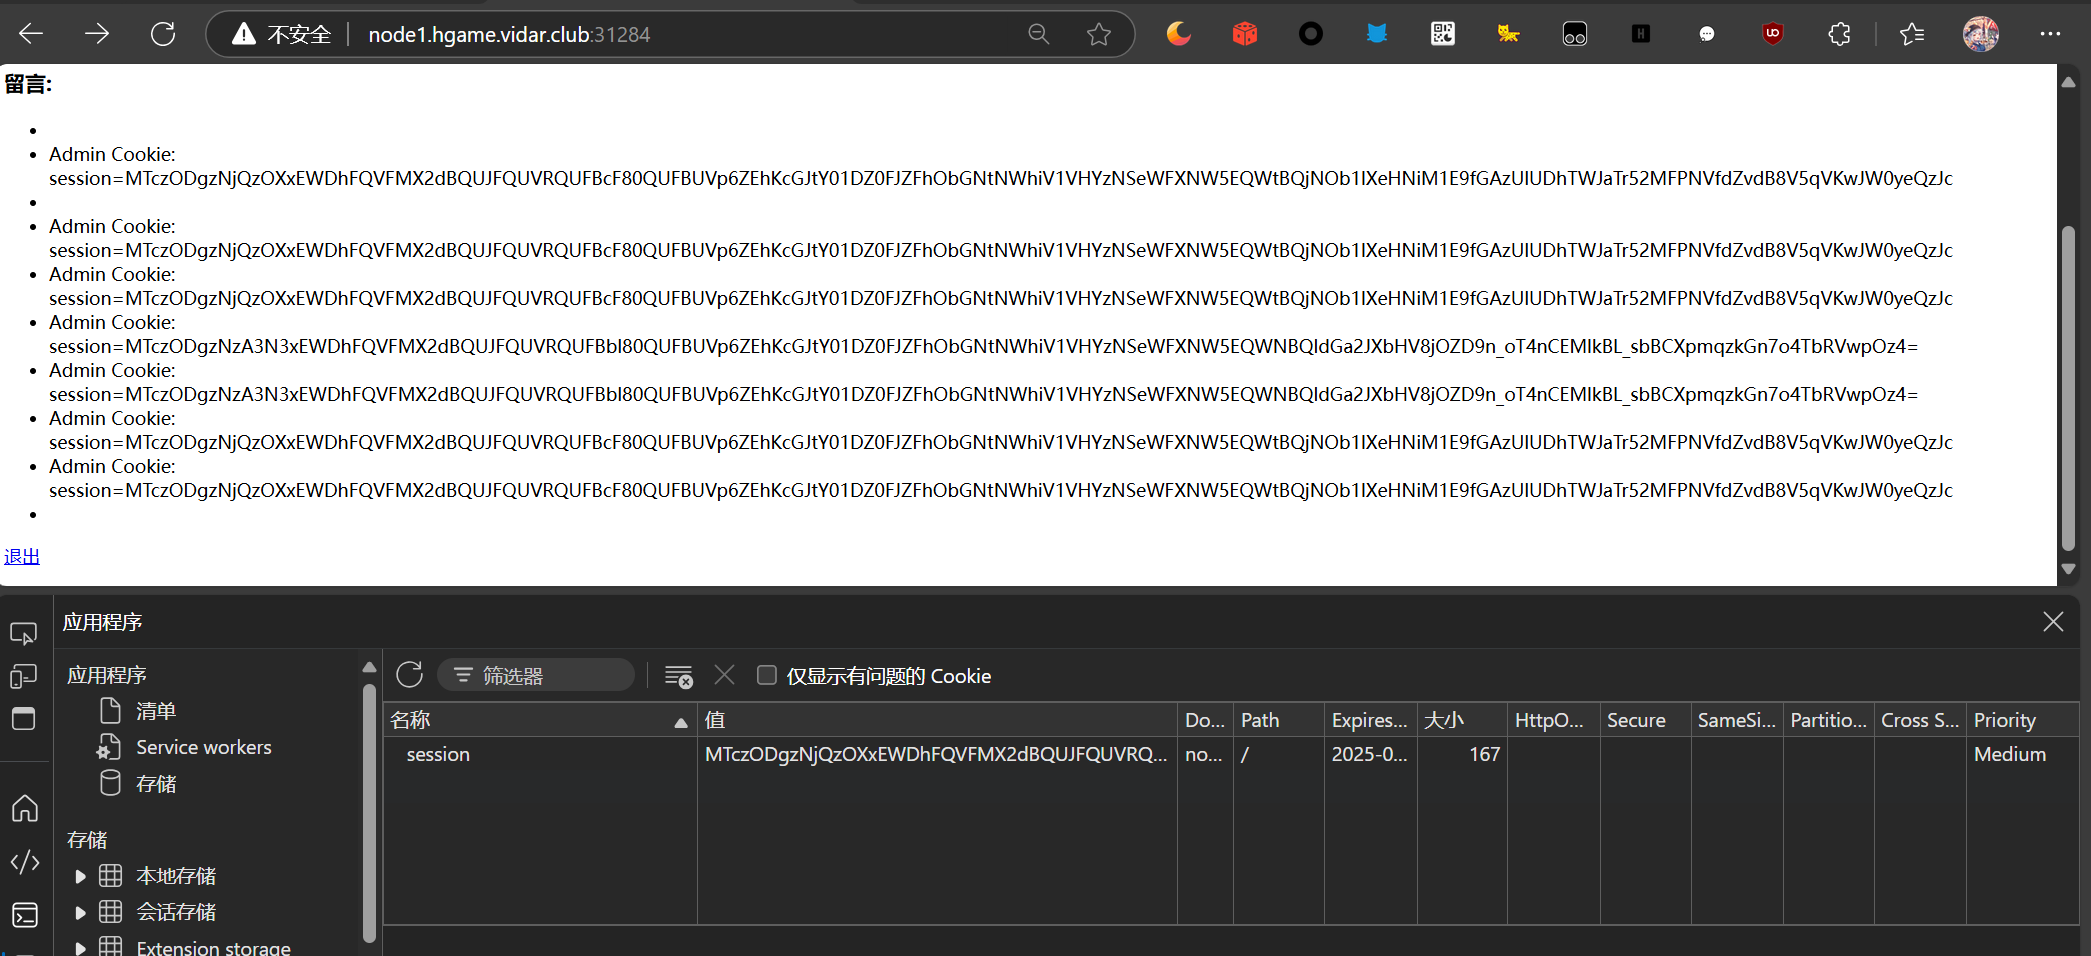 不安全 node1.hgame.vidar.club:31284
留言:
Admin Cookie:
session=MTczODgzNjQzOXxEWDhFQVFMX2dBQUJFQUVRQUFBcF80QUFBUVp6ZEhKcGJtY01DZ0FJZFhObGNtNWhiV1VHYzNSeWFXNW5EQWtBQjNOb1lXeHNiM1E9fGAzUlUDhTWJaTr52MFPNVfdZvdB8V5qVKwJW0yeQzJc
Admin Cookie:
session=MTczODgzNjQzOXxEWDhFQVFMX2dBQUJFQUVRQUFBcF80QUFBUVp6ZEhKcGJtY01DZ0FJZFhObGNtNWhiV1VHYzNSeWFXNW5EQWtBQjNOb1lXeHNiM1E9fGAzUlUDhTWJaTr52MFPNVfdZvdB8V5qVKwJW0yeQzJc
Admin Cookie:
session=MTczODgzNjQzOXxEWDhFQVFMX2dBQUJFQUVRQUFBcF80QUFBUVp6ZEhKcGJtY01DZ0FJZFhObGNtNWhiV1VHYzNSeWFXNW5EQWtBQjNOb1lXeHNiM1E9fGAzUlUDhTWJaTr52MFPNVfdZvdB8V5qVKwJW0yeQzJc
Admin Cookie:
session=MTczODgzNzA3N3xEWDhFQVFMX2dBQUJFQUVRQUFBbl80QUFBUVp6ZEhKcGJtY01DZ0FJZFhObGNtNWhiV1VHYzNSeWFXNW5EQWNBQldGa2JXbHV8jOZD9n_oT4nCEMIkBL_sbBCXpmqzkGn7o4TbRVwpOz4=
Admin Cookie:
session=MTczODgzNzA3N3xEWDhFQVFMX2dBQUJFQUVRQUFBbl80QUFBUVp6ZEhKcGJtY01DZ0FJZFhObGNtNWhiV1VHYzNSeWFXNW5EQWNBQldGa2JXbHV8jOZD9n_oT4nCEMIkBL_sbBCXpmqzkGn7o4TbRVwpOz4=
Admin Cookie:
session=MTczODgzNjQzOXxEWDhFQVFMX2dBQUJFQUVRQUFBcF80QUFBUVp6ZEhKcGJtY01DZ0FJZFhObGNtNWhiV1VHYzNSeWFXNW5EQWtBQjNOb1lXeHNiM1E9fGAzUlUDhTWJaTr52MFPNVfdZvdB8V5qVKwJW0yeQzJc
Admin Cookie:
session=MTczODgzNjQzOXxEWDhFQVFMX2dBQUJFQUVRQUFBcF80QUFBUVp6ZEhKcGJtY01DZ0FJZFhObGNtNWhiV1VHYzNSeWFXNW5EQWtBQjNOb1lXeHNiM1E9fGAzUlUDhTWJaTr52MFPNVfdZvdB8V5qVKwJW0yeQzJc
退出
应用程序
应用程序
清单
Service workers
存储
存储
本地存储
会话存储
Extension storage
筛选器 仅显示有问题的 Cookie
名称 值 Do... Path Expires... 大小 HttpO... Secure SameSi... Partitio... Cross S... Priority
session MTczODgzNjQzOXxEWDhFQVFMX2dBQUJFQUVRQ... no... / 2025-0... 167 Medium